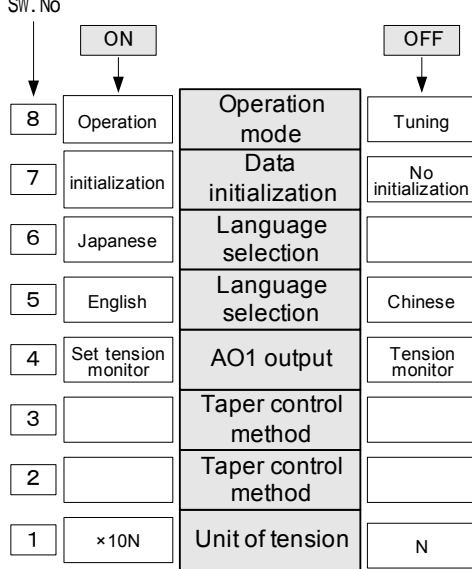 SW.No
ON
OFF
8
Operation
Operation
mode
Tuning
7
initialization
Data
initialization
No
initialization
6
Japanese
Language
selection
5
English
Language
selection
Chinese
4
Set tension
monitor
AO1 output
Tension
monitor
3
Taper control
method
2
Taper control
method
1
×10N
Unit of tension
N